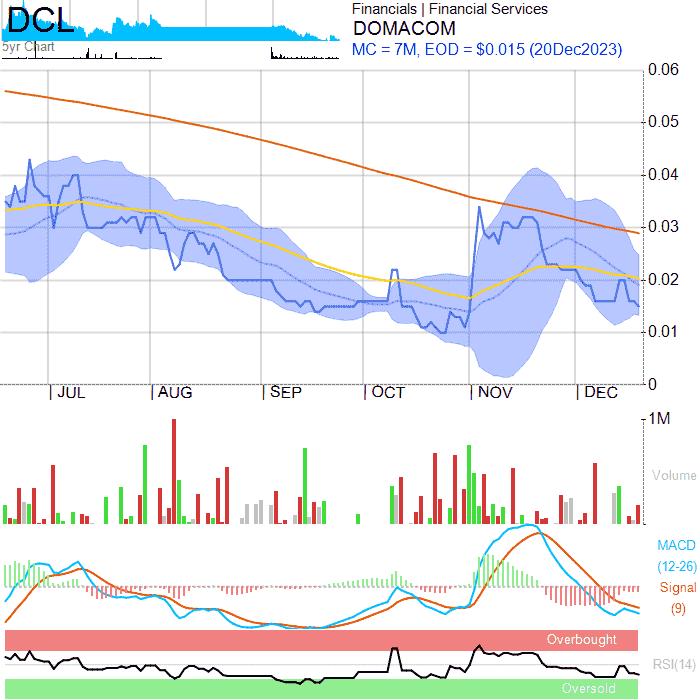 DCL
5yr Chart
Financials | Financial Services
DOMACOM
MC = 7M, EOD = $0.015 (20Dec2023)
0.06
0.05
0.04
0.03
0.02
0.01
0
JUL AUG SEP OCT NOV DEC
1M
Volume
MACD
(12-26)
Signal
(9)
Overbought
RSI(14)
Oversold